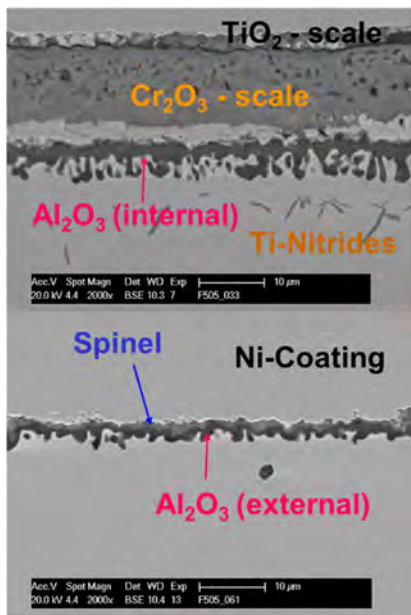 TiO₂ - scale
Cr₂O₃ - scale
Al₂O₃ (internal)
Ti-Nitrides
Acc.V Spot Magn Det WD Exp 10 µm
20.0 kV 4.4 2000x BSE 10.3 7 F505_033
Spinel
Ni-Coating
Al₂O₃ (external)
Acc.V Spot Magn Det WD Exp 10 µm
20.0 kV 4.4 2000x BSE 10.4 13 F505_061